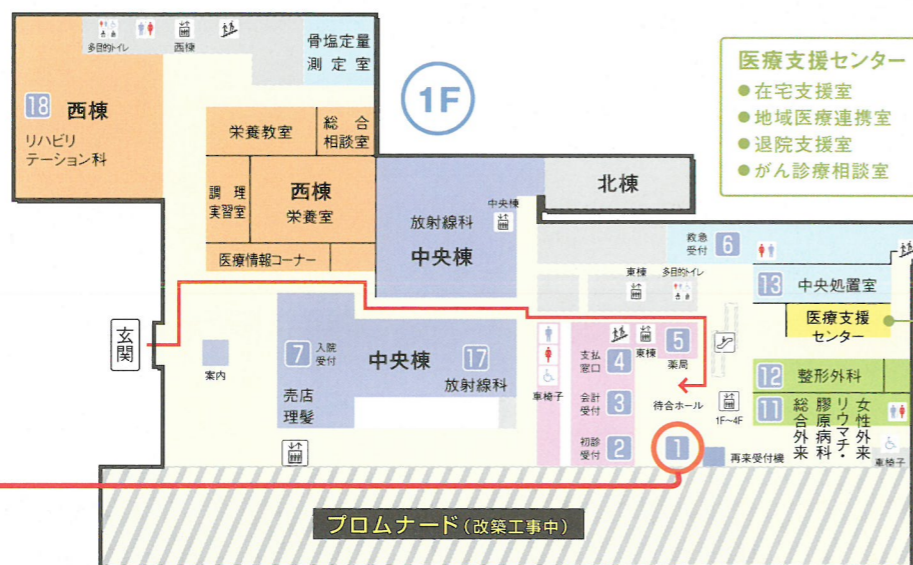 多目的トイレ
西棟
骨塩定量
測定室
1F
医療支援センター
●在宅支援室
●地域医療連携室
●退院支援室
●がん診療相談室
18 西棟
リハビリ
テーション科
栄養教室
総合
相談室
調理
実習室
西棟
栄養室
医療情報コーナー
放射線科
中央棟
中央棟
北棟
救急
受付
6
東棟
多目的トイレ
13 中央処置室
医療支援
センター
玄関
案内
7 入院
受付
売店
理髪
中央棟
17
放射線科
車椅子
支払
窓口
4
東棟
5
薬局
会計
受付
3
待合ホール
初診
受付
2
1
1F~4F
再来受付機
12 整形外科
11
女性外来
リウマチ・
膠原病科
総合外来
車椅子
プロムナード(改築工事中)